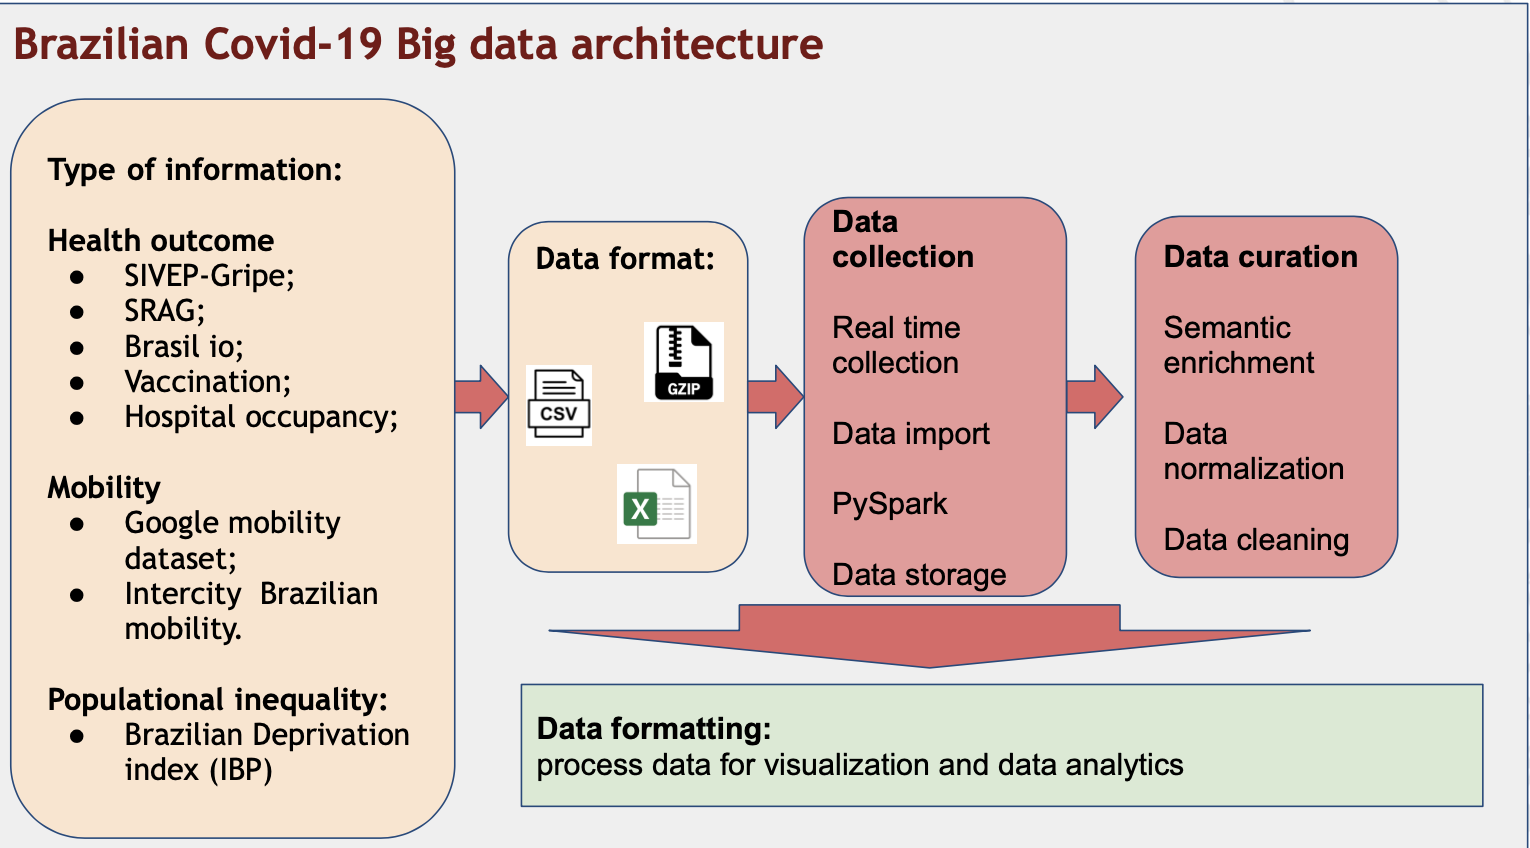 Brazilian Covid-19 Big data architecture
Type of information:
Health outcome
● SIVEP-Gripe;
● SRAG;
● Brasil io;
● Vaccination;
● Hospital occupancy;
Mobility
● Google mobility
dataset;
● Intercity  Brazilian
mobility.
Populational inequality:
● Brazilian Deprivation
index (IBP)
Data format:
GZIP
CSV
X
Data
collection
Real time
collection
Data import
PySpark
Data storage
Data curation
Semantic
enrichment
Data
normalization
Data cleaning
Data formatting:
process data for visualization and data analytics